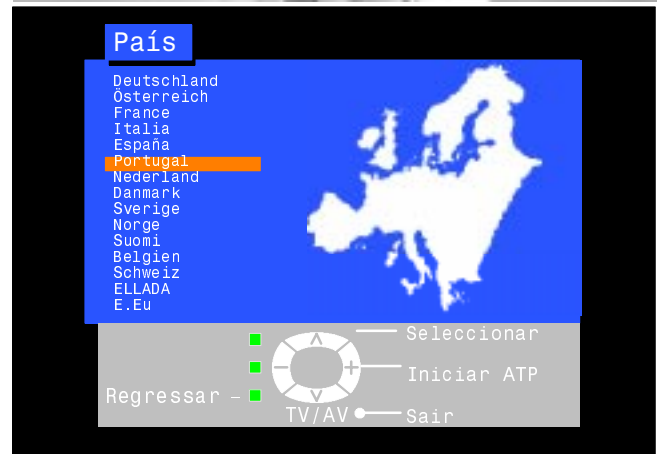 País
Deutschland
Österreich
France
Italia
España
Portugal
Nederland
Danmark
Sverige
Norge
Suomi
Belgien
Schweiz
ELLADA
E.Eu
Seleccionar
Iniciar ATP
Regressar –
TV/AV
Sair